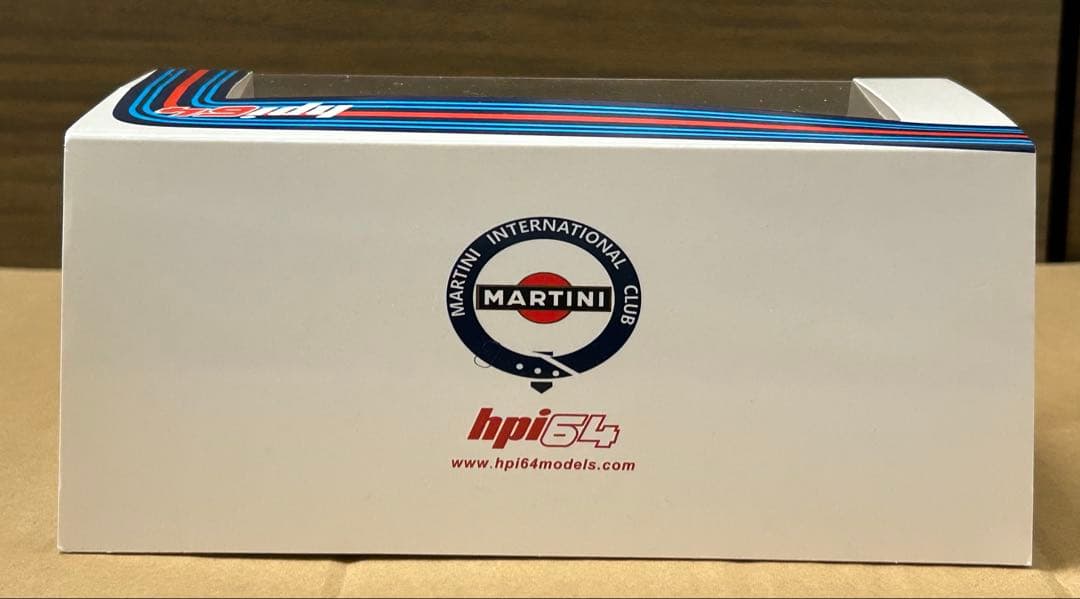 hpi64
MARTINI INTERNATIONAL CLUB
MARTINI
hpi64
www.hpi64models.com